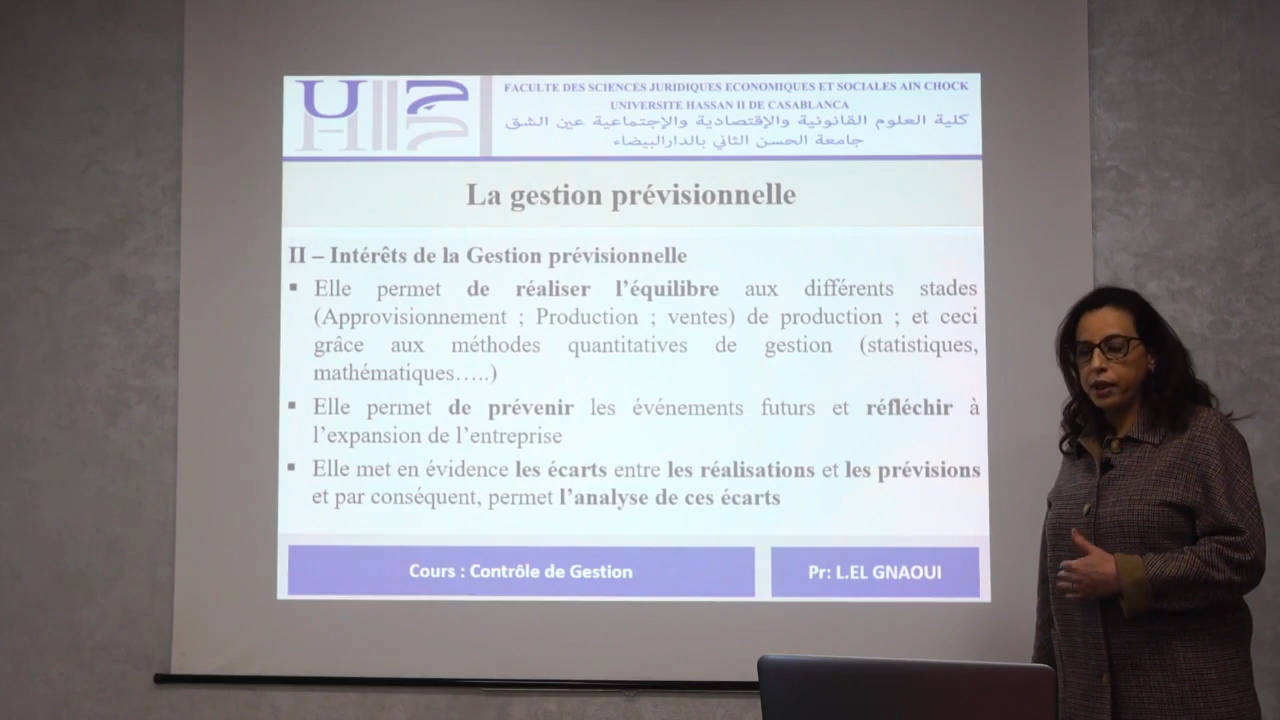 FACULTE DES SCIENCES JURIDIQUES ECONOMIQUES ET SOCIALES AIN CHOCK
UNIVERSITE HASSAN II DE CASABLANCA
كلية العلوم القانونية والإقتصادية والإجتماعية عين الشق
جامعة الحسن الثاني بالدارالبيضاء
La gestion prévisionnelle
II – Intérêts de la Gestion prévisionnelle
▪ Elle permet de réaliser l’équilibre aux différents stades
(Approvisionnement ; Production ; ventes) de production ; et ceci
grâce aux méthodes quantitatives de gestion (statistiques,
mathématiques…..)
▪ Elle permet de prévenir les événements futurs et réfléchir à
l’expansion de l’entreprise
▪ Elle met en évidence les écarts entre les réalisations et les prévisions
et par conséquent, permet l’analyse de ces écarts
Cours : Contrôle de Gestion
Pr: L.EL GNAOUI